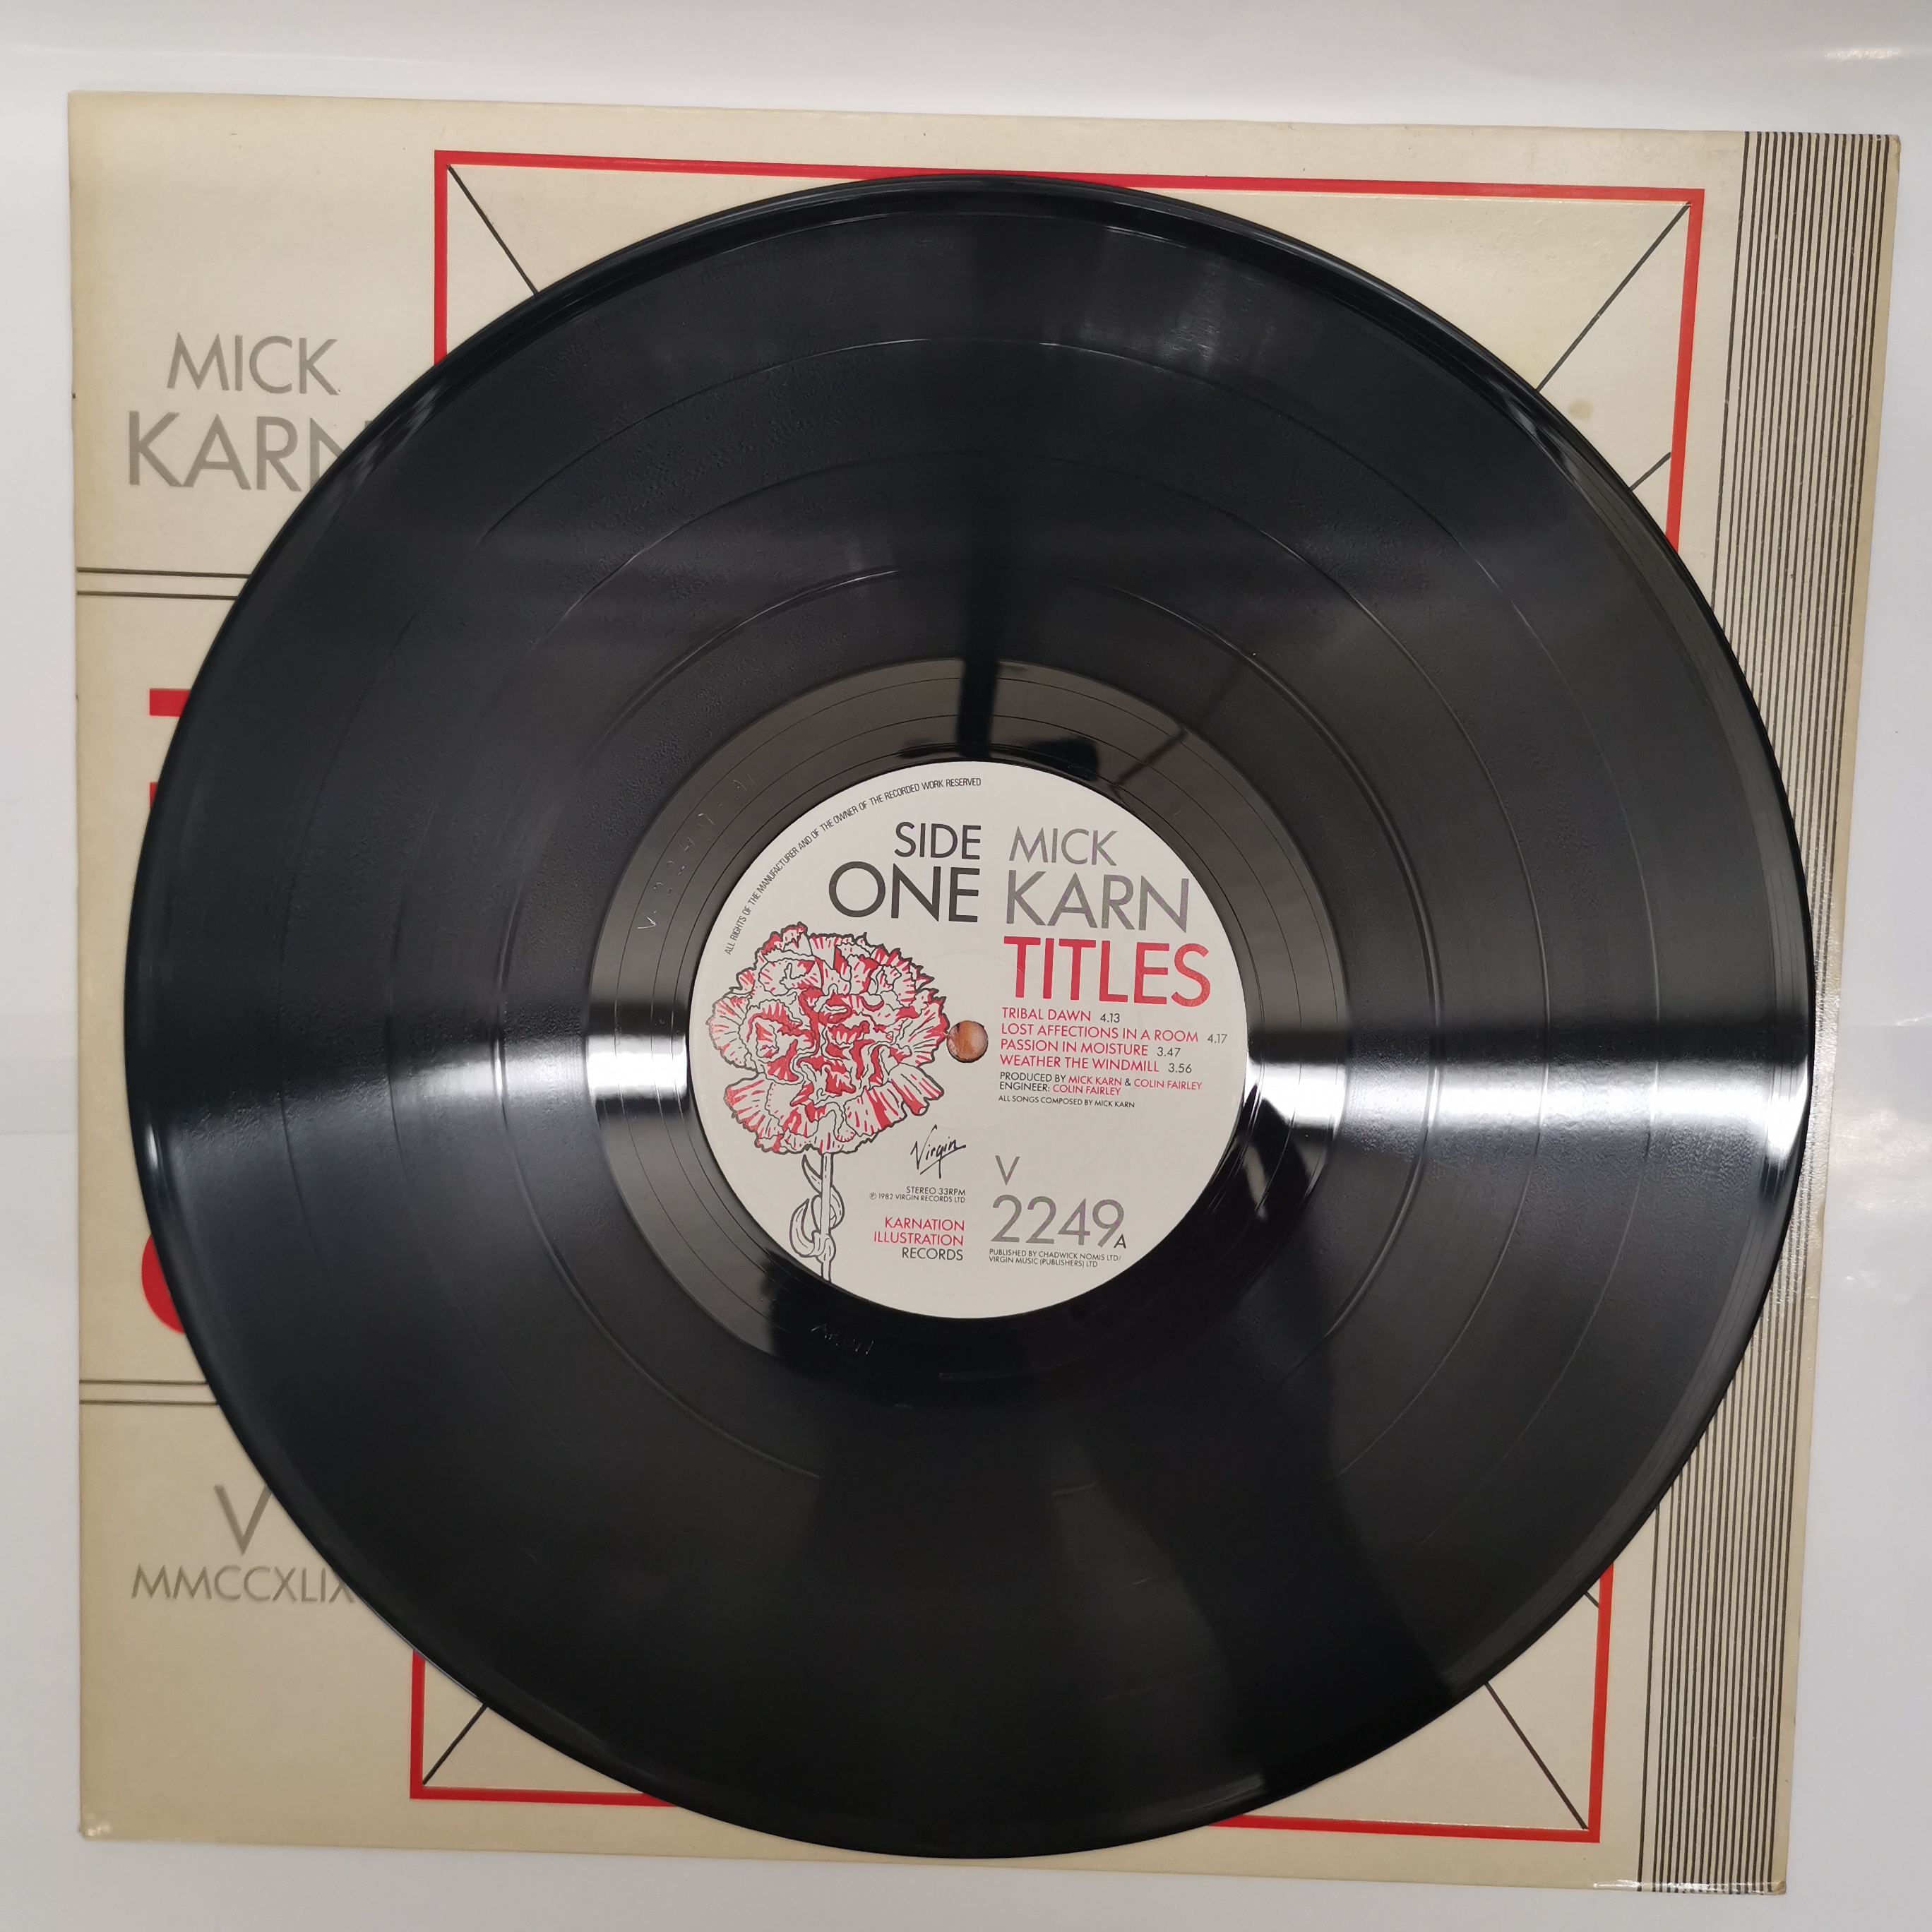 MICK
KARN
V
MMCCXLIX
ALL RIGHTS OF THE MANUFACTURER AND OF THE OWNER OF THE RECORDED WORK RESERVED
SIDE
ONE
MICK
KARN
TITLES
TRIBAL DAWN 4.13
LOST AFFECTIONS IN A ROOM 4.17
PASSION IN MOISTURE 3.47
WEATHER THE WINDMILL 3.56
PRODUCED BY MICK KARN & COLIN FAIRLEY
ENGINEER: COLIN FAIRLEY
ALL SONGS COMPOSED BY MICK KARN
Virgin
STEREO 33RPM
℗ 1982 VIRGIN RECORDS LTD
KARNATION
ILLUSTRATION
RECORDS
V
2249A
PUBLISHED BY CHADWICK NOMIS LTD/
VIRGIN MUSIC (PUBLISHERS) LTD